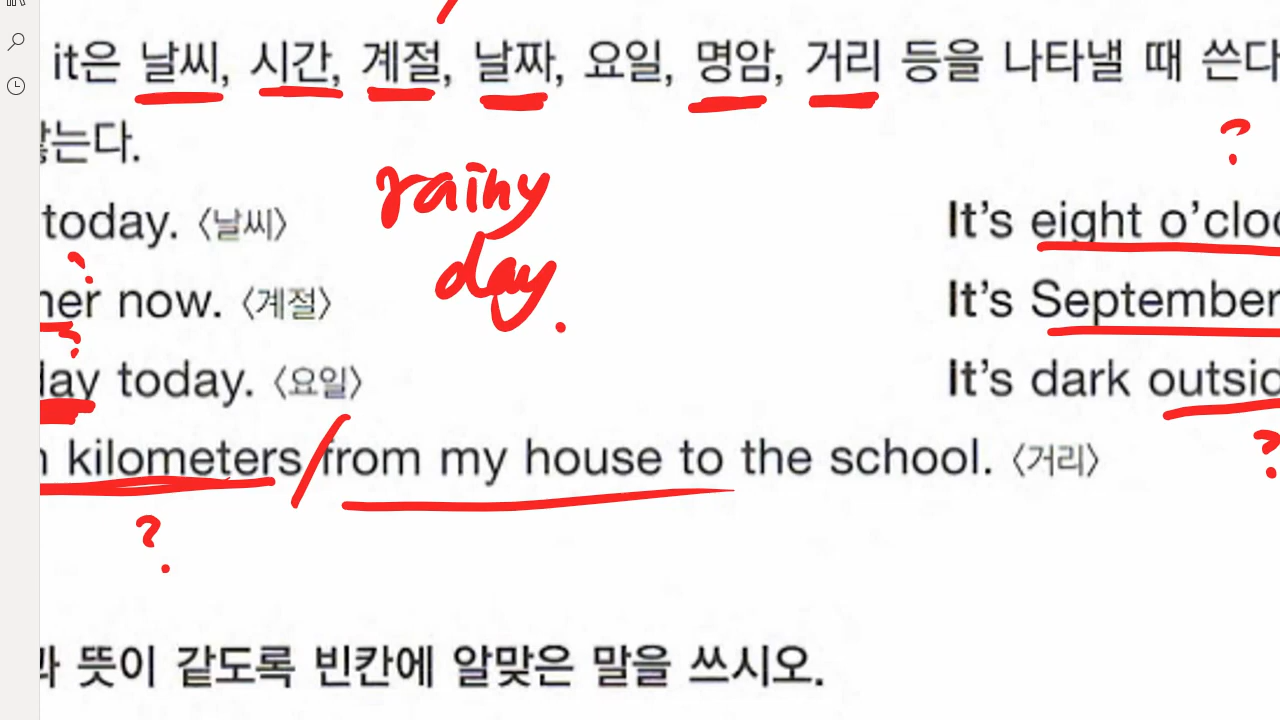 it은 날씨, 시간, 계절, 날짜, 요일, 명암, 거리 등을 나타낼 때 쓴다
않는다.
rainy
day.
today. 〈날씨〉 It's eight o'cloc
ner now. 〈계절〉 It's September
day today. 〈요일〉 It's dark outsid
n kilometers / from my house to the school. 〈거리〉
?
과 뜻이 같도록 빈칸에 알맞은 말을 쓰시오.